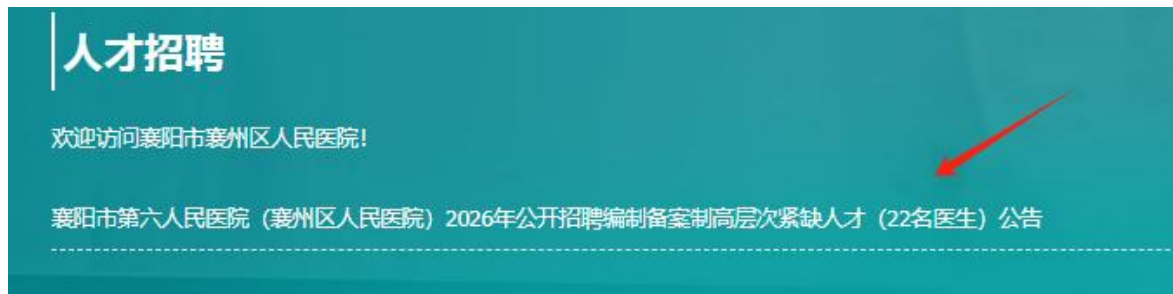 人才招聘
欢迎访问襄阳市襄州区人民医院!
襄阳市第六人民医院（襄州区人民医院）2026年公开招聘编制备案制高层次紧缺人才（22名医生）公告